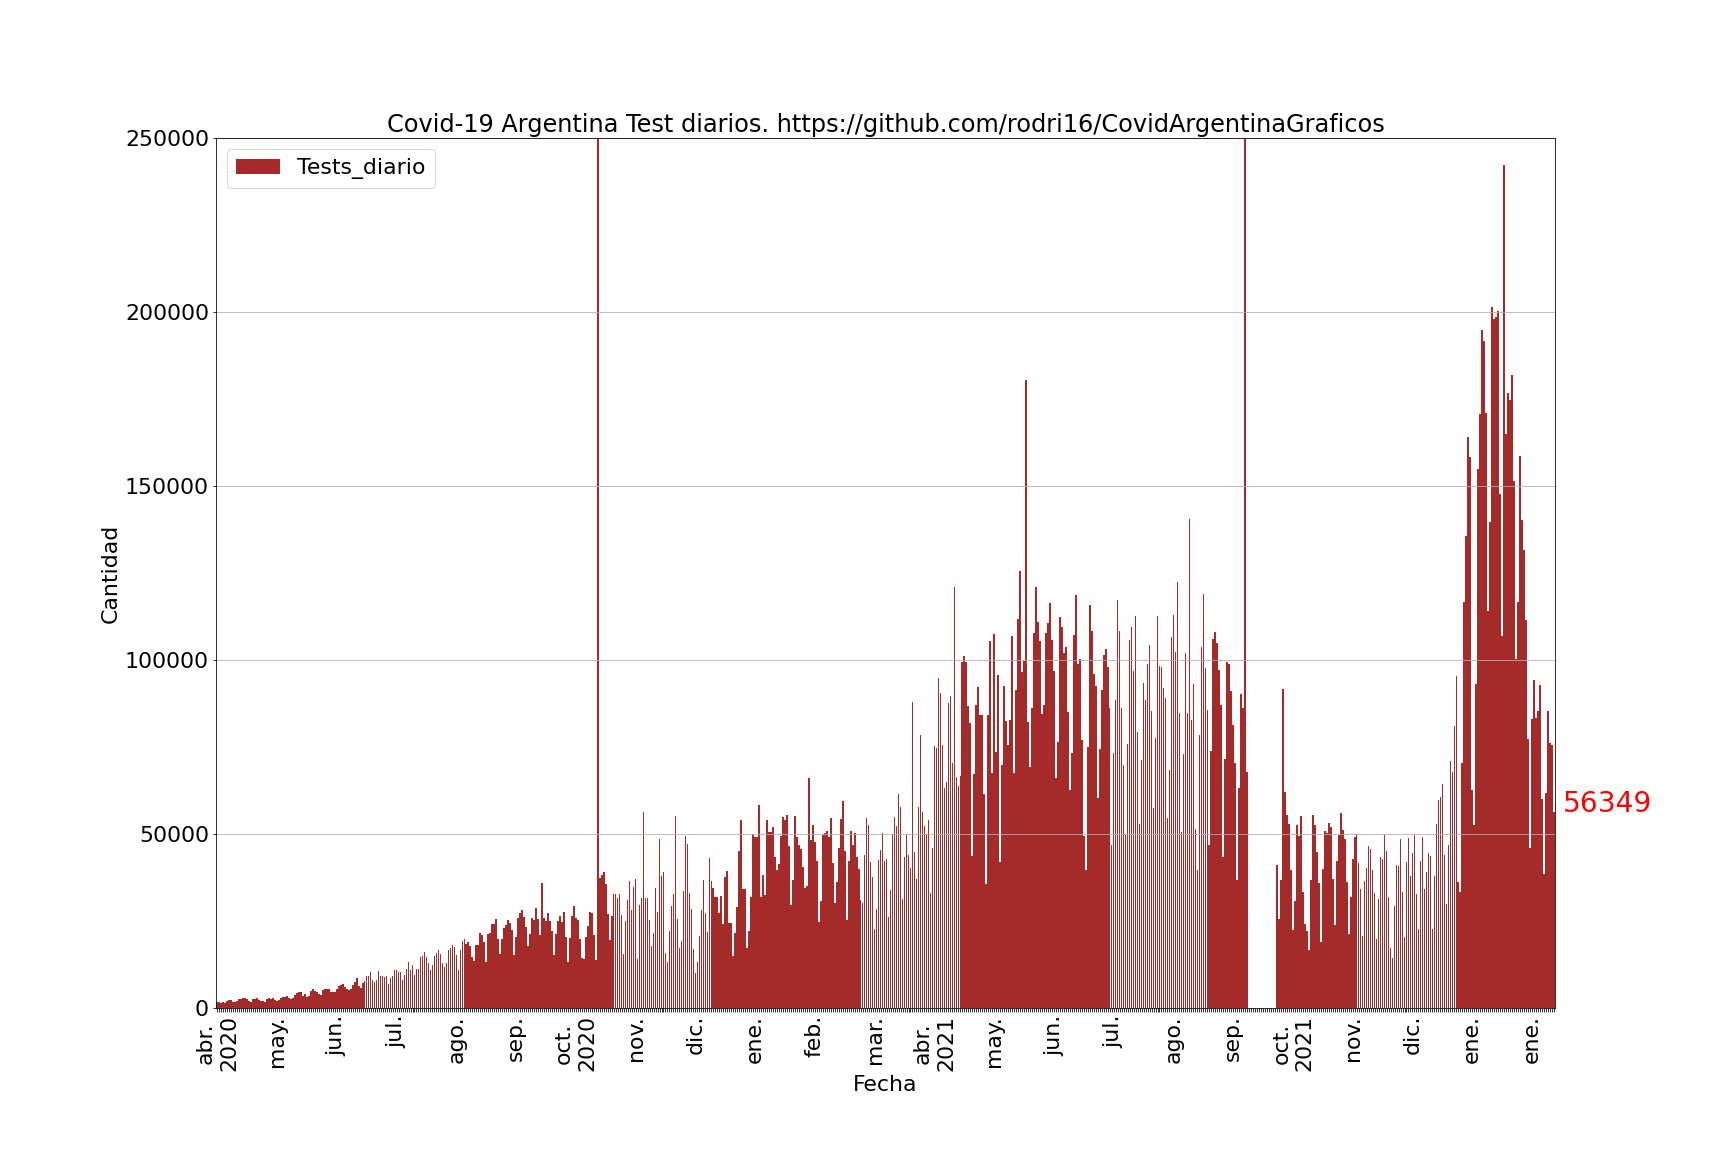 Covid-19 Argentina Test diarios. https://github.com/rodri16/CovidArgentinaGraficos
Tests_diario
250000
200000
150000
100000
50000
0
Cantidad
56349
abr.
2020
may.
jun.
jul.
ago.
sep.
oct.
2020
nov.
dic.
ene.
feb.
mar.
abr.
2021
may.
jun.
jul.
ago.
sep.
oct.
2021
nov.
dic.
ene.
ene.
Fecha